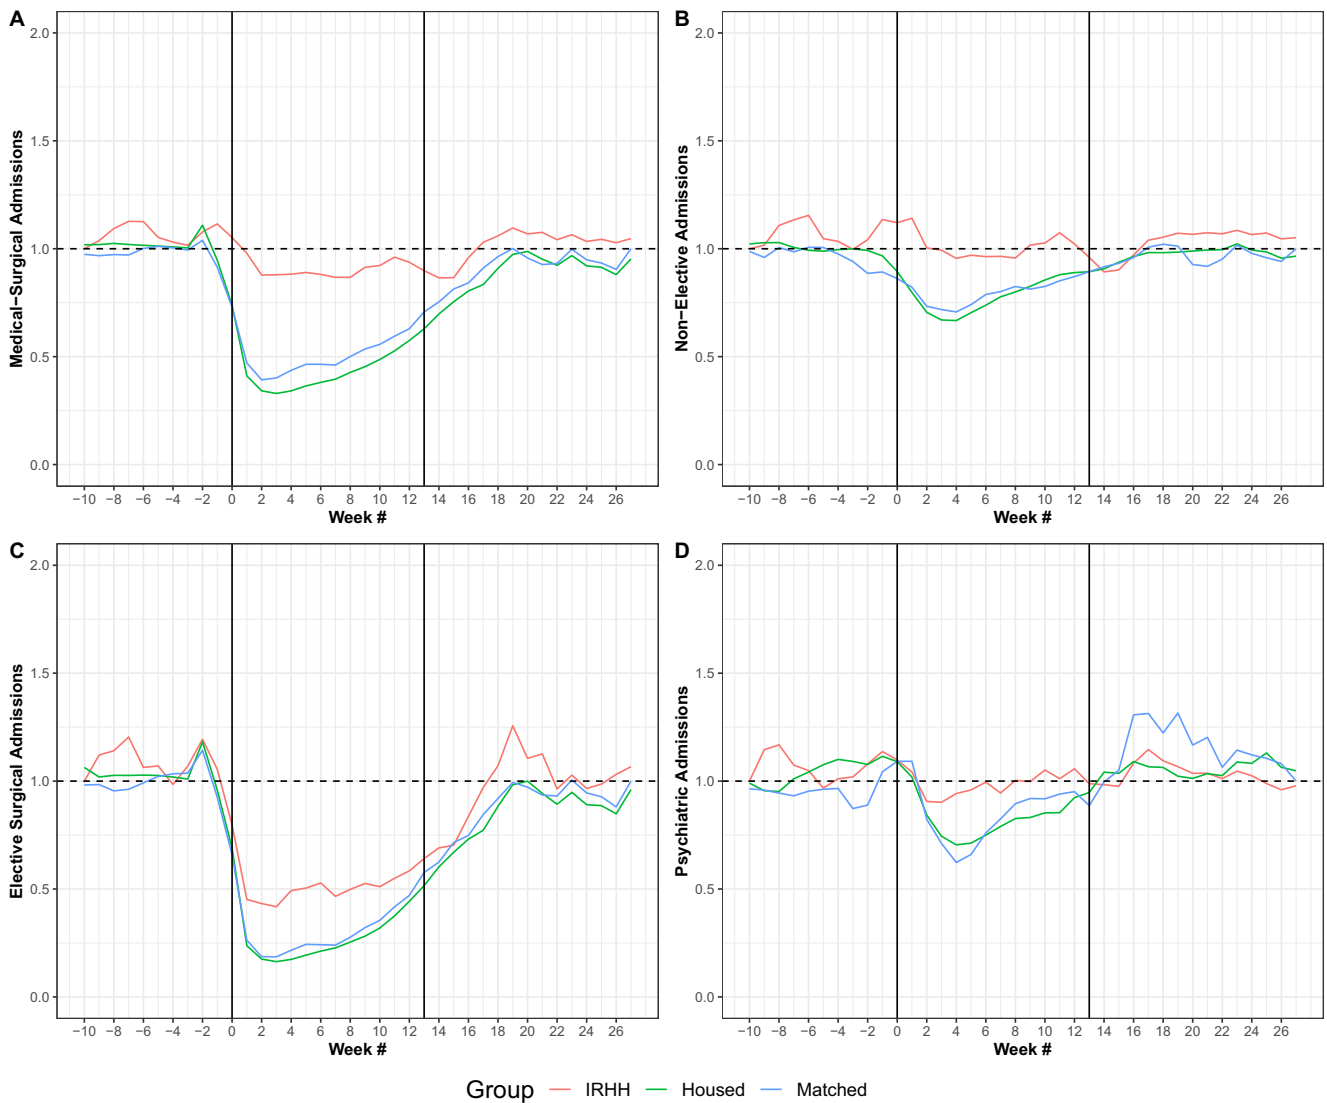 A
Medical−Surgical Admissions
2.0
1.5
1.0
0.5
0.0
−10 −8 −6 −4 −2 0 2 4 6 8 10 12 14 16 18 20 22 24 26
Week #
B
Non−Elective Admissions
2.0
1.5
1.0
0.5
0.0
−10 −8 −6 −4 −2 0 2 4 6 8 10 12 14 16 18 20 22 24 26
Week #
C
Elective Surgical Admissions
2.0
1.5
1.0
0.5
0.0
−10 −8 −6 −4 −2 0 2 4 6 8 10 12 14 16 18 20 22 24 26
Week #
D
Psychiatric Admissions
2.0
1.5
1.0
0.5
0.0
−10 −8 −6 −4 −2 0 2 4 6 8 10 12 14 16 18 20 22 24 26
Week #
Group IRHH Housed Matched